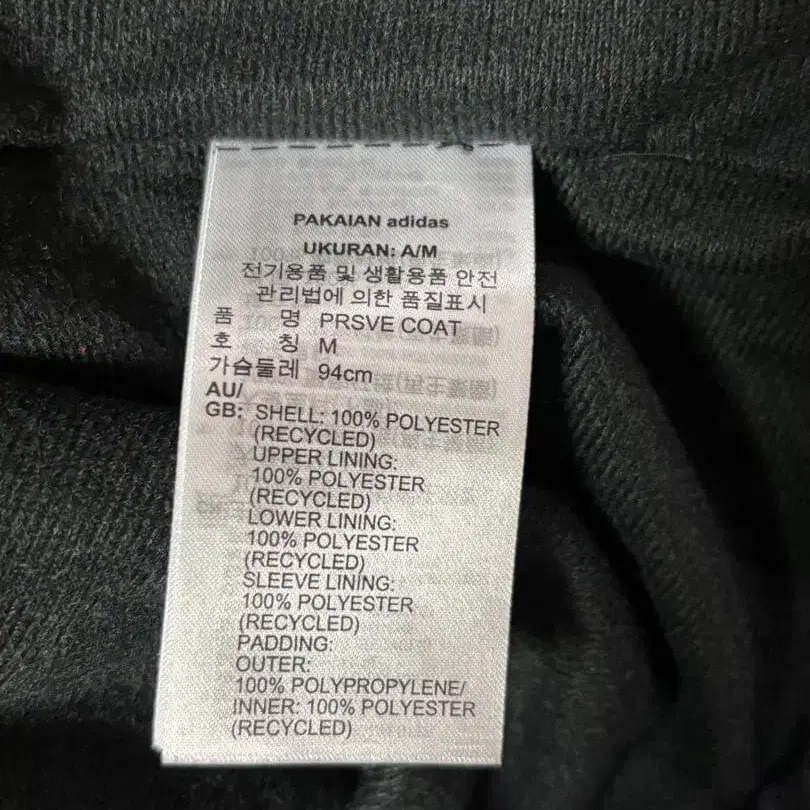 PAKAIAN adidas
UKURAN: A/M
전기용품 및 생활용품 안전
관리법에 의한 품질표시
품 명 PRSVE COAT
호 칭 M
가슴둘레 94cm
AU/
GB: SHELL: 100% POLYESTER
(RECYCLED)
UPPER LINING:
100% POLYESTER
(RECYCLED)
LOWER LINING:
100% POLYESTER
(RECYCLED)
SLEEVE LINING:
100% POLYESTER
(RECYCLED)
PADDING:
OUTER:
100% POLYPROPYLENE/
INNER: 100% POLYESTER
(RECYCLED)